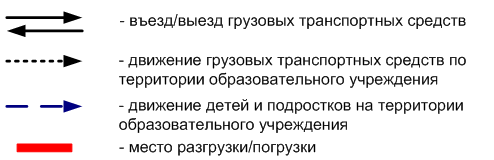 - въезд/выезд грузовых транспортных средств
- движение грузовых транспортных средств по
территории образовательного учреждения
- движение детей и подростков на территории
образовательного учреждения
- место разгрузки/погрузки